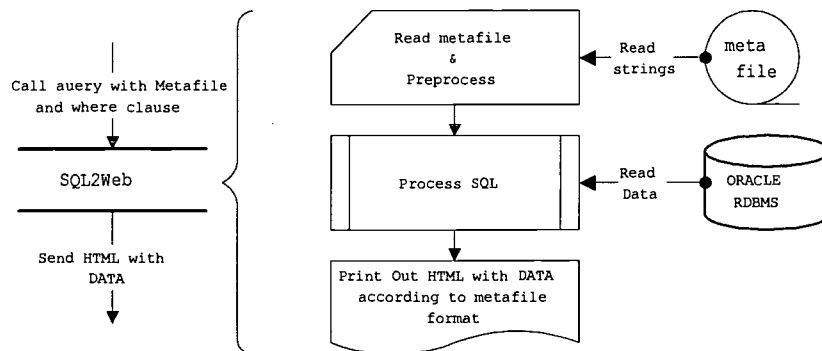 Call auery with Metafile
and where clause
SQL2Web
Send HTML with
DATA
Read metafile
&
Preprocess
Read
strings
meta
file
Process SQL
Read
Data
ORACLE
RDBMS
Print Out HTML with DATA
according to metafile
format